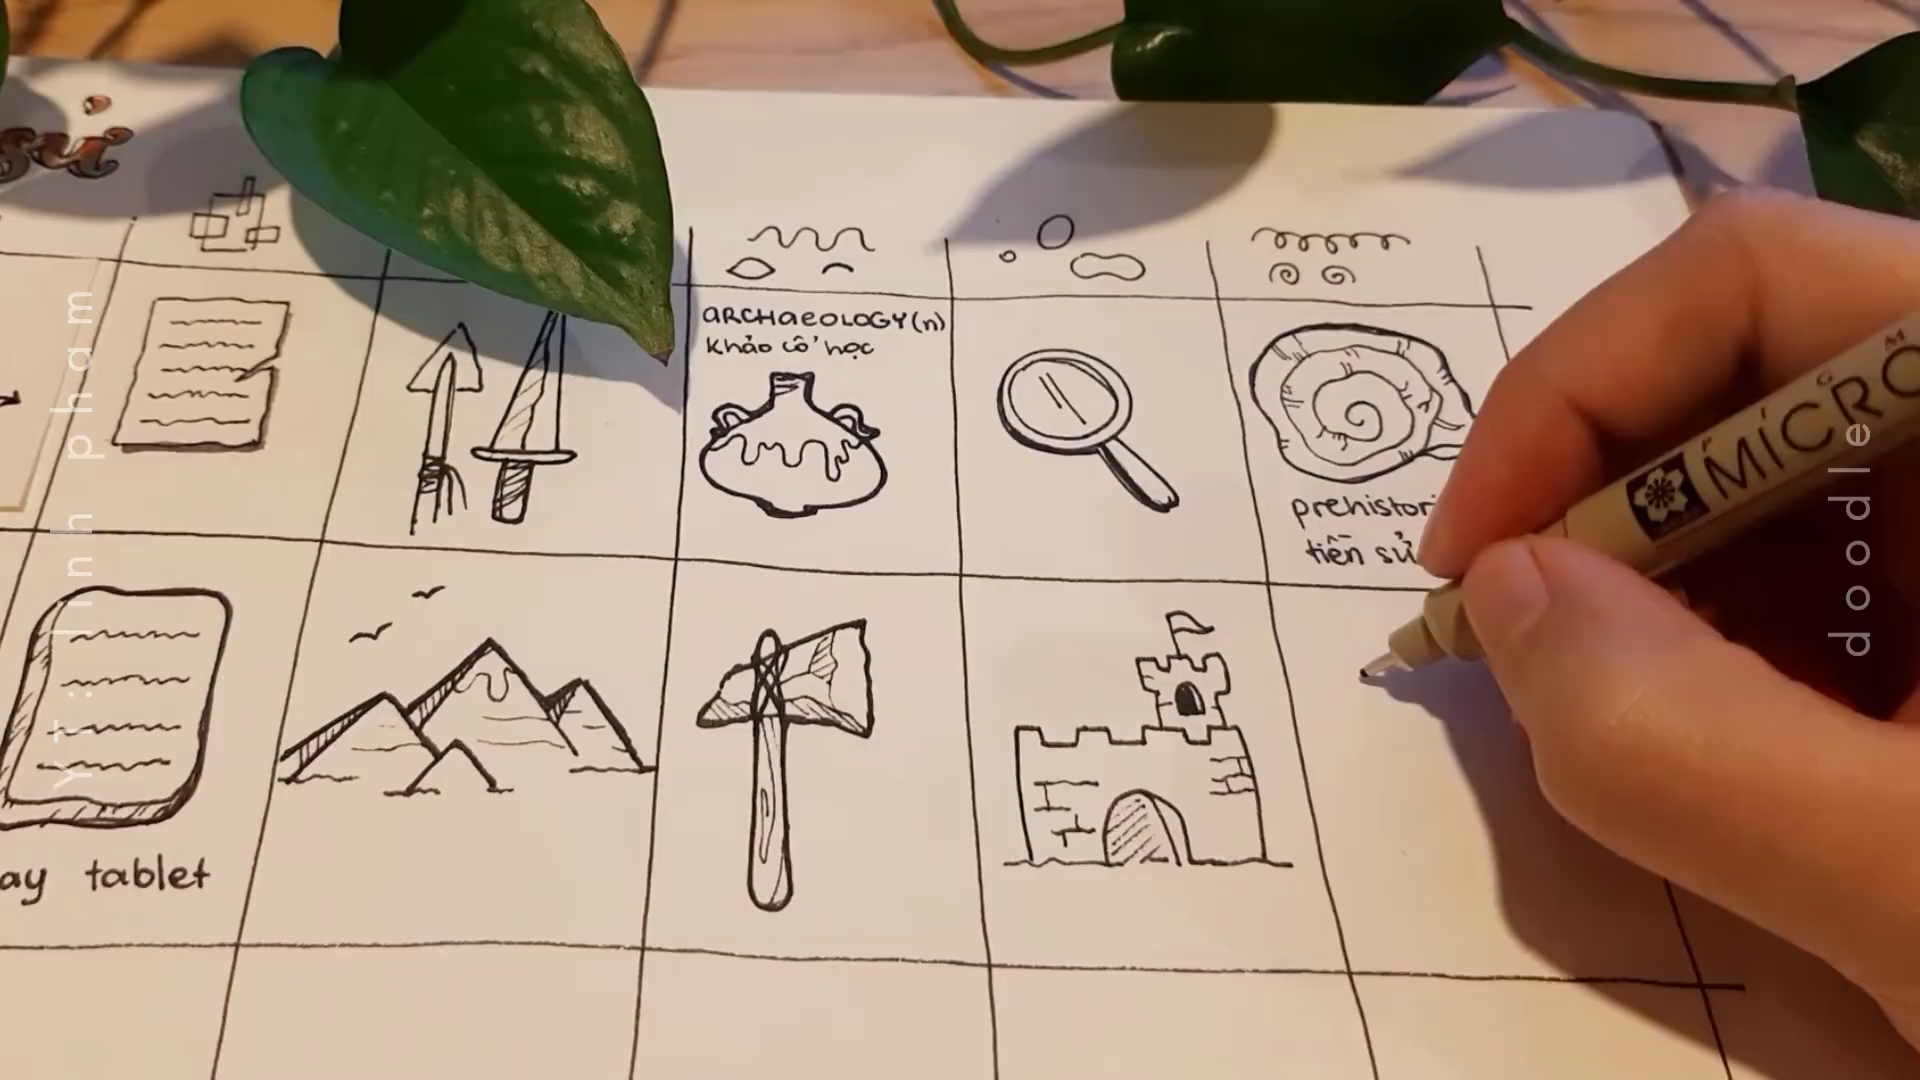 ARCHAEOLOGY(n)
khảo cổ học
prehistori
tiền sử
ay tablet
MICRO
yt: linh pham
doodle